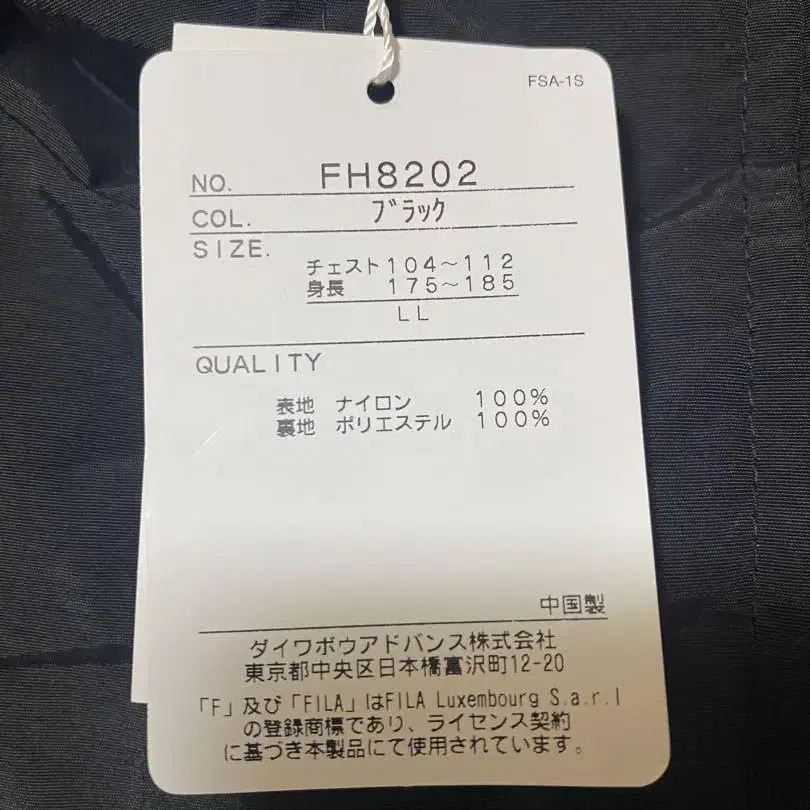 FSA-1S
NO. FH8202
COL. ﾌﾞﾗｯｸ
SIZE.
チェスト 104～112
身長 175～185
LL
QUALITY
表地 ナイロン 100%
裏地 ポリエステル 100%
中国製
ダイワボウアドバンス株式会社
東京都中央区日本橋富沢町12-20
「F」及び「FILA」はFILA Luxembourg S.a.r.l
の登録商標であり、ライセンス契約
に基づき本製品にて使用されています。